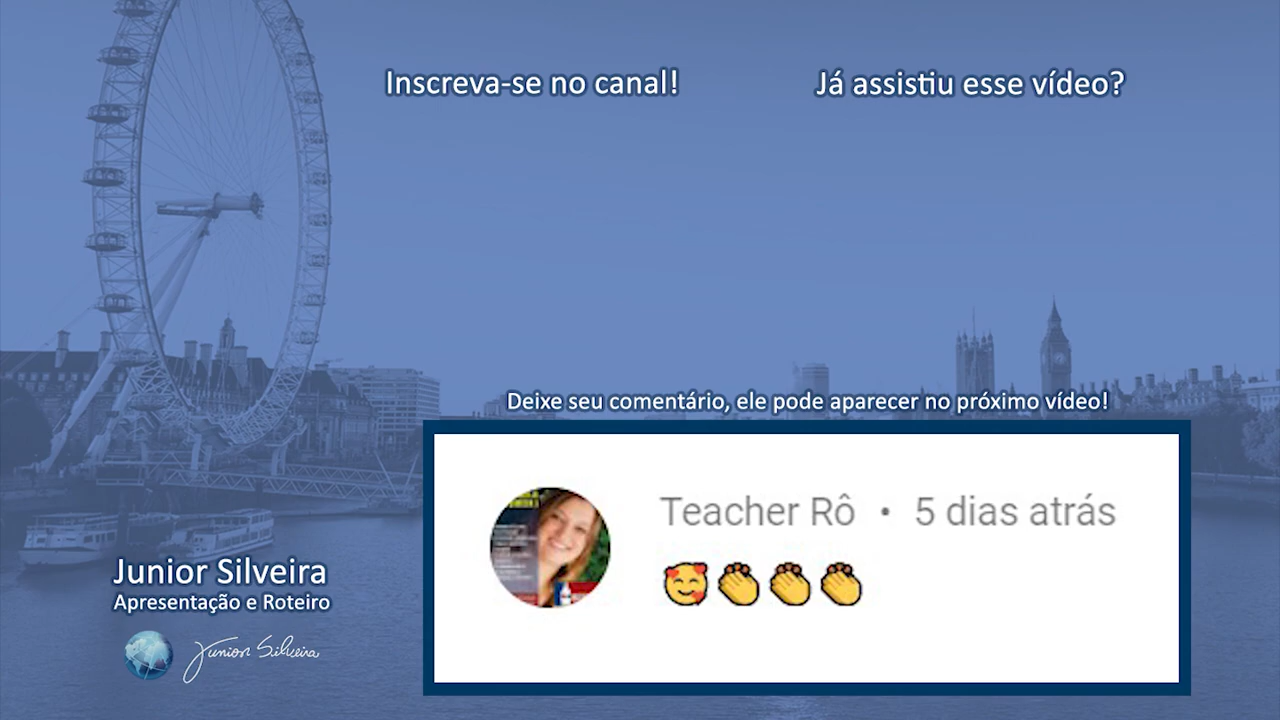 Inscreva-se no canal!
Já assistiu esse vídeo?
Deixe seu comentário, ele pode aparecer no próximo vídeo!
Teacher Rô • 5 dias atrás
🥰👏👏👏
Junior Silveira
Apresentação e Roteiro
Junior Silveira